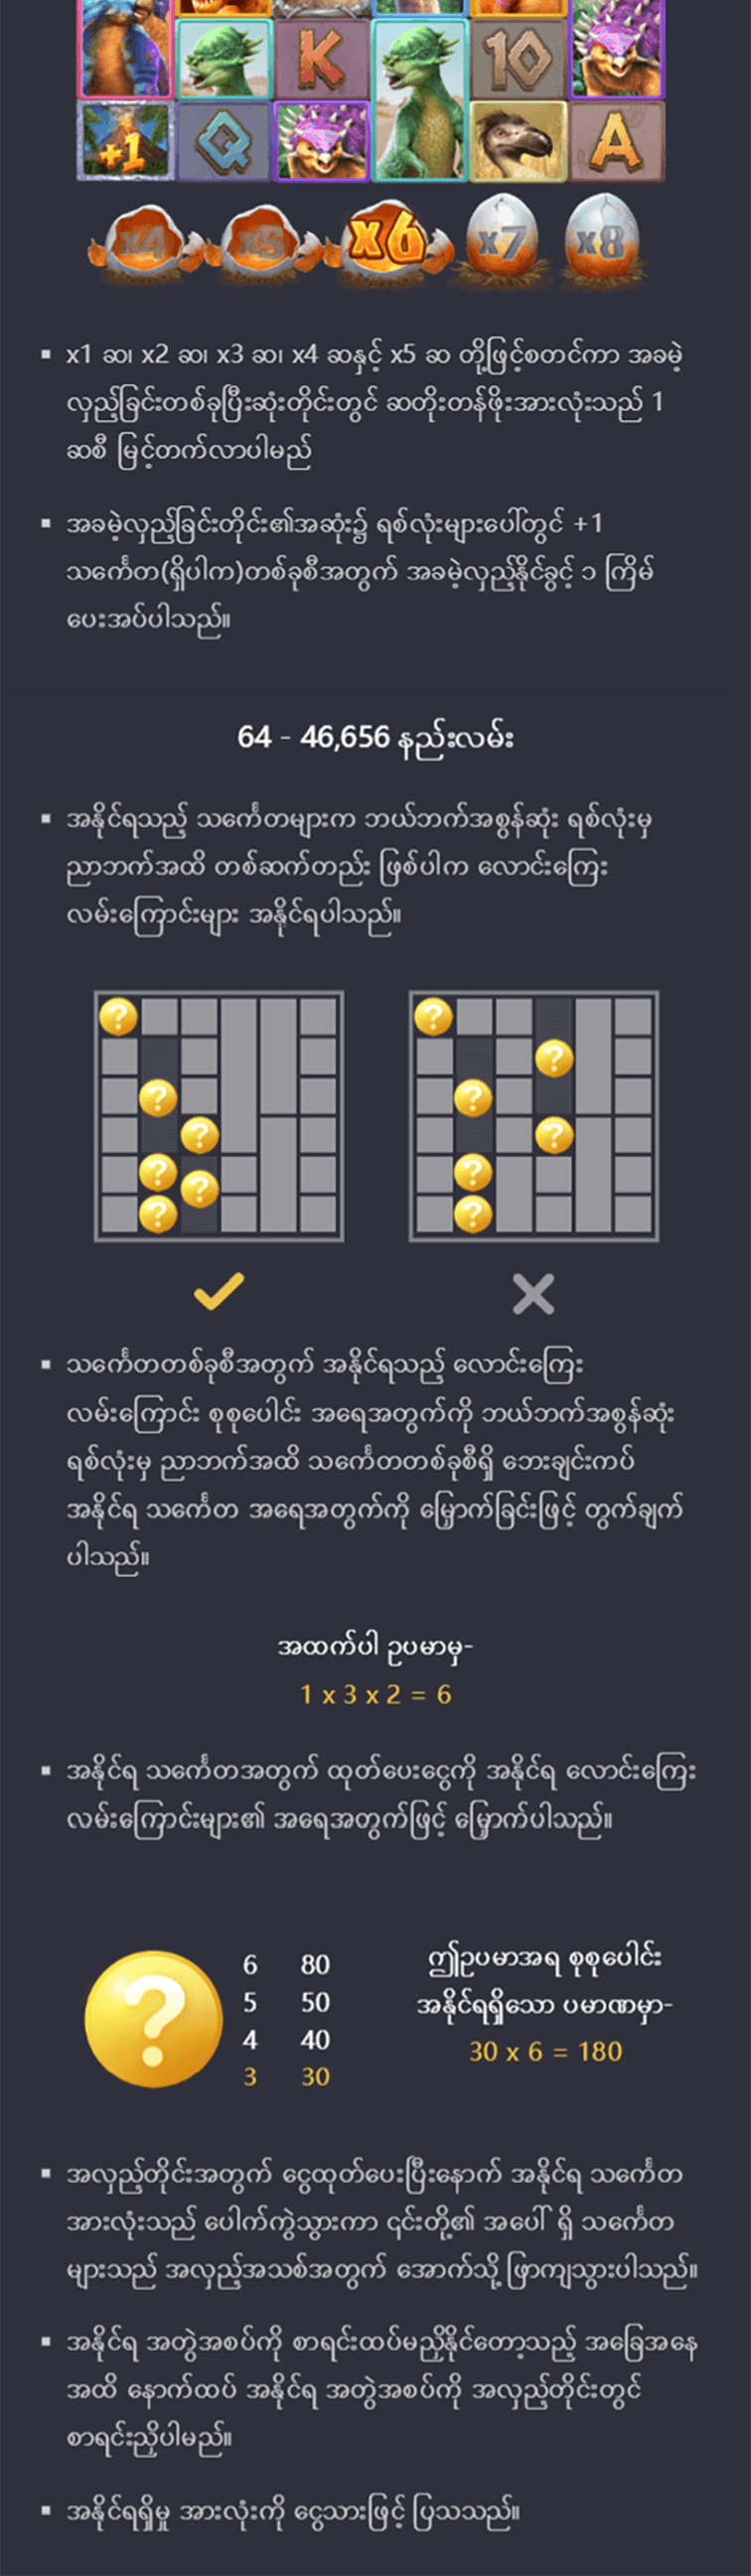 K 10
+1 Q A
x4 x5 x6 x7 x8
x1 ဆ၊ x2 ဆ၊ x3 ဆ၊ x4 ဆနှင့် x5 ဆ တို့ဖြင့်စတင်ကာ အခမဲ့
လှည့်ခြင်းတစ်ခုပြီးဆုံးတိုင်းတွင် ဆတိုးတန်ဖိုးအားလုံးသည် 1
ဆစီ မြင့်တက်လာပါမည်
အခမဲ့လှည့်ခြင်းတိုင်း၏အဆုံး၌ ရစ်လုံးများပေါ်တွင် +1
သင်္ကေတ(ရှိပါက)တစ်ခုစီအတွက် အခမဲ့လှည့်နိုင်ခွင့် ၁ ကြိမ်
ပေးအပ်ပါသည်။
64 - 46,656 နည်းလမ်း
အနိုင်ရသည့် သင်္ကေတများက ဘယ်ဘက်အစွန်ဆုံး ရစ်လုံးမှ
ညာဘက်အထိ တစ်ဆက်တည်း ဖြစ်ပါက လောင်းကြေး
လမ်းကြောင်းများ အနိုင်ရပါသည်။
? ?
?
? ?
? ?
? ? ?
? ?
သင်္ကေတတစ်ခုစီအတွက် အနိုင်ရသည့် လောင်းကြေး
လမ်းကြောင်း စုစုပေါင်း အရေအတွက်ကို ဘယ်ဘက်အစွန်ဆုံး
ရစ်လုံးမှ ညာဘက်အထိ သင်္ကေတတစ်ခုစီရှိ ဘေးချင်းကပ်
အနိုင်ရ သင်္ကေတ အရေအတွက်ကို မြှောက်ခြင်းဖြင့် တွက်ချက်
ပါသည်။
အထက်ပါ ဥပမာမှ-
1 x 3 x 2 = 6
အနိုင်ရ သင်္ကေတအတွက် ထုတ်ပေးငွေကို အနိုင်ရ လောင်းကြေး
လမ်းကြောင်းများ၏ အရေအတွက်ဖြင့် မြှောက်ပါသည်။
?
6 80
5 50
4 40
3 30
ဤဥပမာအရ စုစုပေါင်း
အနိုင်ရရှိသော ပမာဏမှာ-
30 x 6 = 180
အလှည့်တိုင်းအတွက် ငွေထုတ်ပေးပြီးနောက် အနိုင်ရ သင်္ကေတ
အားလုံးသည် ပေါက်ကွဲသွားကာ ၎င်းတို့၏ အပေါ် ရှိ သင်္ကေတ
များသည် အလှည့်အသစ်အတွက် အောက်သို့ ဖြာကျသွားပါသည်။
အနိုင်ရ အတွဲအစပ်ကို စာရင်းထပ်မညှိနိုင်တော့သည့် အခြေအနေ
အထိ နောက်ထပ် အနိုင်ရ အတွဲအစပ်ကို အလှည့်တိုင်းတွင်
စာရင်းညှိပါမည်။
အနိုင်ရရှိမှု အားလုံးကို ငွေသားဖြင့် ပြသသည်။